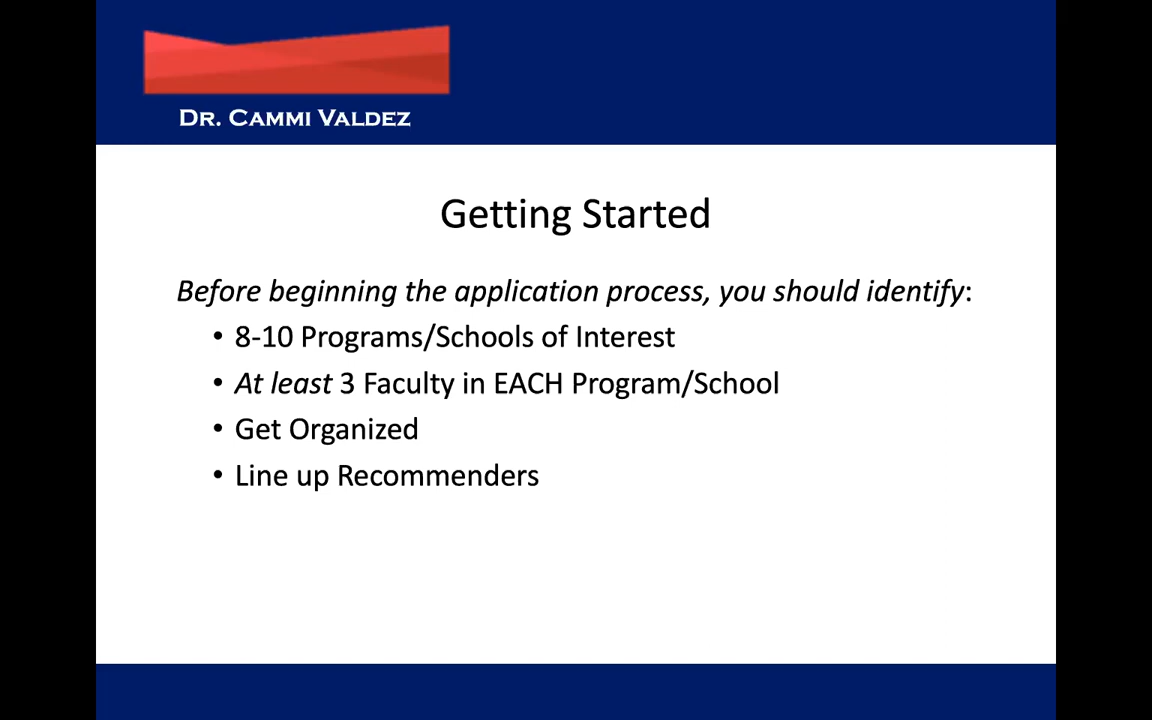 DR. CAMMI VALDEZ
Getting Started
Before beginning the application process, you should identify:
• 8-10 Programs/Schools of Interest
• At least 3 Faculty in EACH Program/School
• Get Organized
• Line up Recommenders